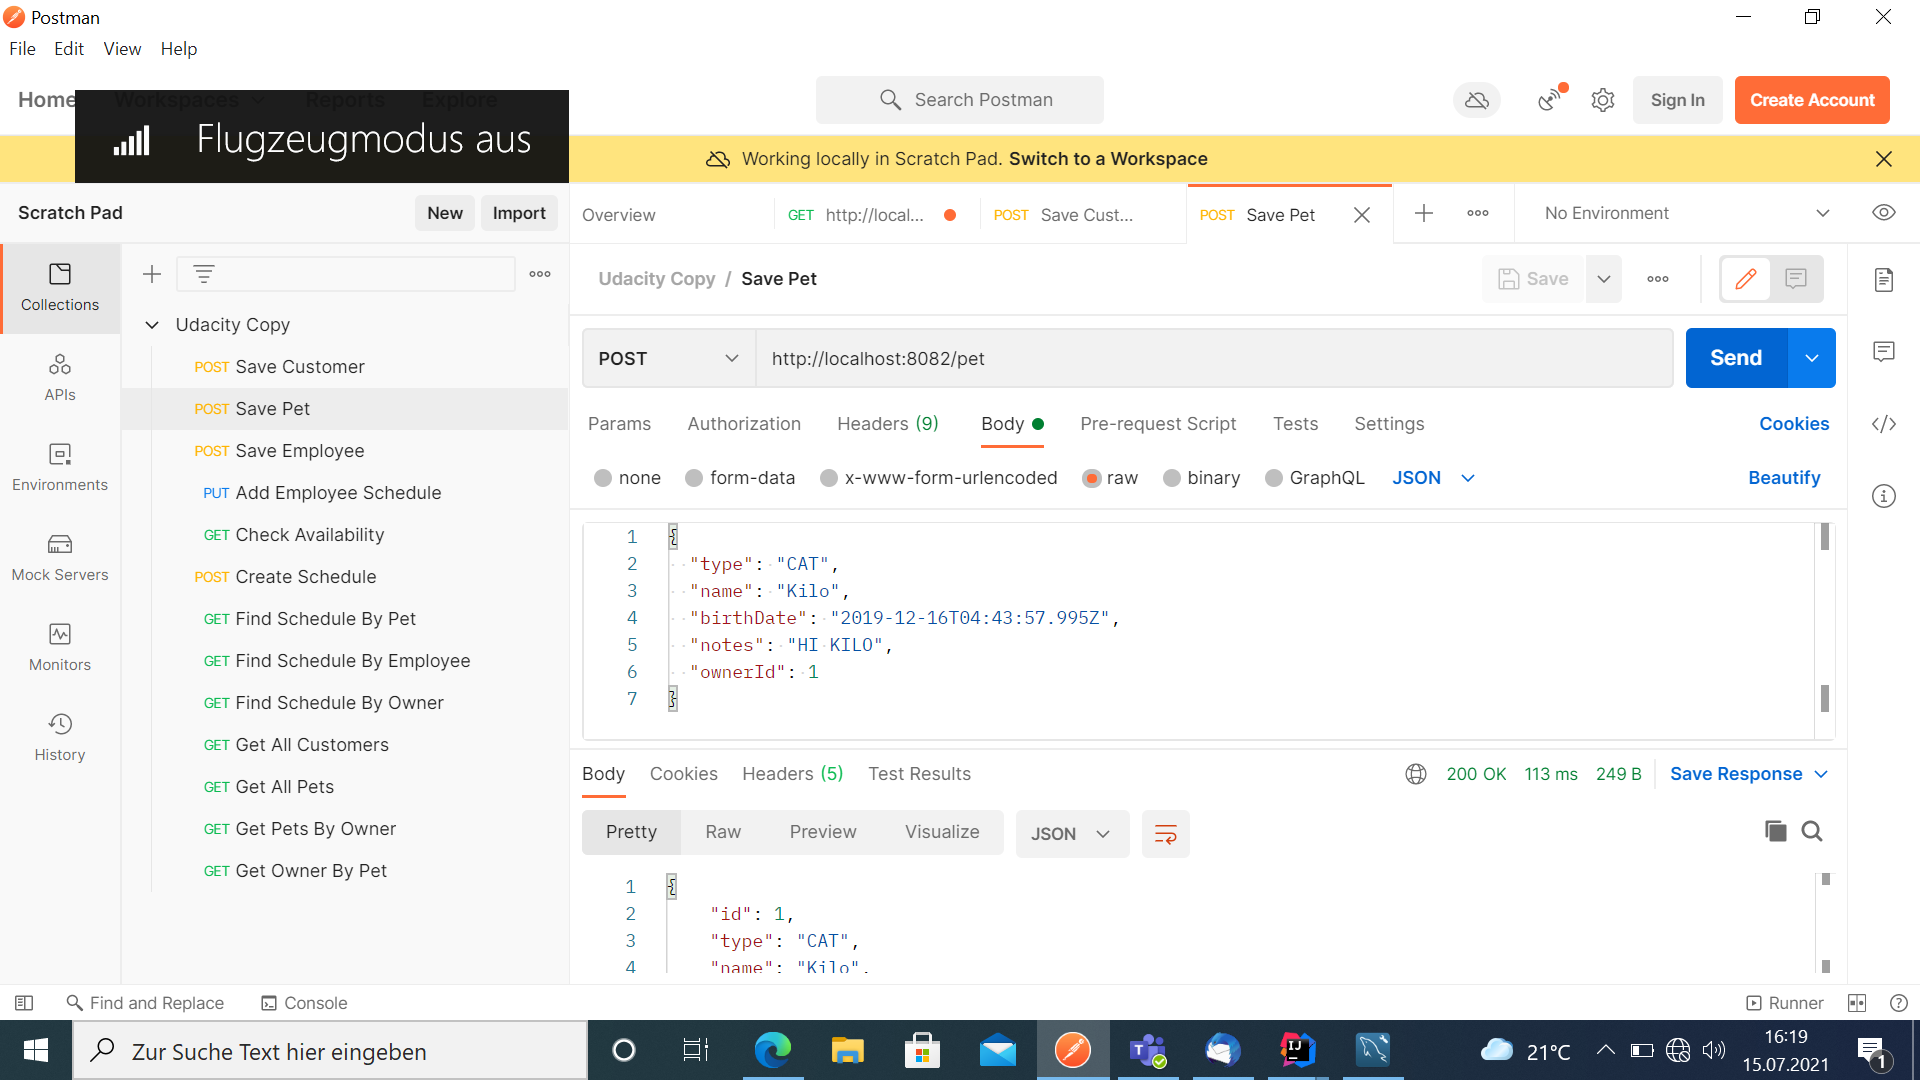 Postman
File Edit View Help
Home Workspaces Reports Explore
Search Postman
Sign In
Create Account
Flugzeugmodus aus
Working locally in Scratch Pad. Switch to a Workspace
Scratch Pad
New
Import
Overview
GET http://local...
POST Save Cust...
POST Save Pet
No Environment
Collections
APIs
Environments
Mock Servers
Monitors
History
Udacity Copy
POST Save Customer
POST Save Pet
POST Save Employee
PUT Add Employee Schedule
GET Check Availability
POST Create Schedule
GET Find Schedule By Pet
GET Find Schedule By Employee
GET Find Schedule By Owner
GET Get All Customers
GET Get All Pets
GET Get Pets By Owner
GET Get Owner By Pet
Udacity Copy / Save Pet
Save
POST
http://localhost:8082/pet
Send
Params Authorization Headers (9) Body Pre-request Script Tests Settings Cookies
none form-data x-www-form-urlencoded raw binary GraphQL JSON Beautify
1 {
2 "type": "CAT",
3 "name": "Kilo",
4 "birthDate": "2019-12-16T04:43:57.995Z",
5 "notes": "HI KILO",
6 "ownerId": 1
7 }
Body Cookies Headers (5) Test Results
200 OK 113 ms 249 B Save Response
Pretty Raw Preview Visualize JSON
1 {
2 "id": 1,
3 "type": "CAT",
4 "name": "Kilo",
Find and Replace Console
Runner
Zur Suche Text hier eingeben
21°C
16:19
15.07.2021
1